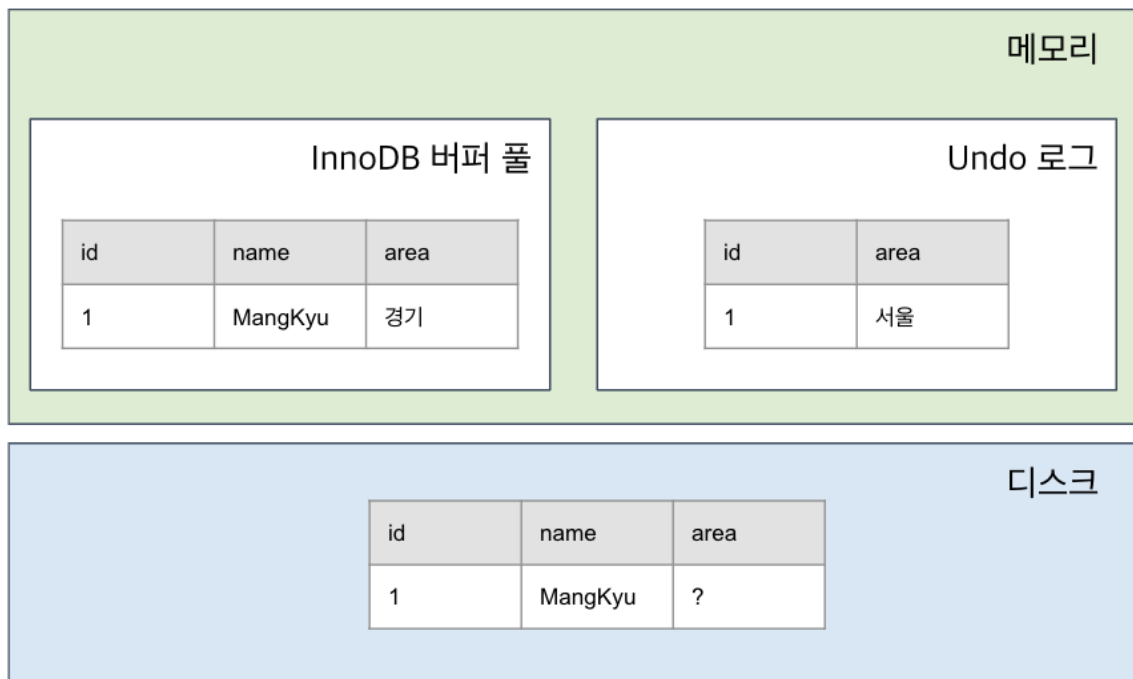 메모리
InnoDB 버퍼 풀
id name area
1 MangKyu 경기
Undo 로그
id area
1 서울
디스크
id name area
1 MangKyu ?